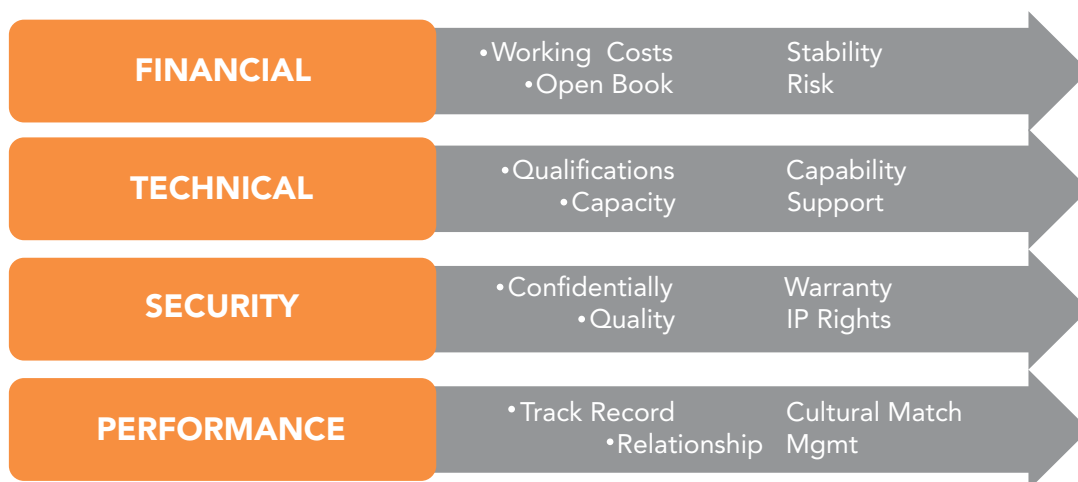 FINANCIAL
•Working Costs Stability
•Open Book Risk
TECHNICAL
•Qualifications Capability
•Capacity Support
SECURITY
•Confidentially Warranty
•Quality IP Rights
PERFORMANCE
•Track Record Cultural Match
•Relationship Mgmt